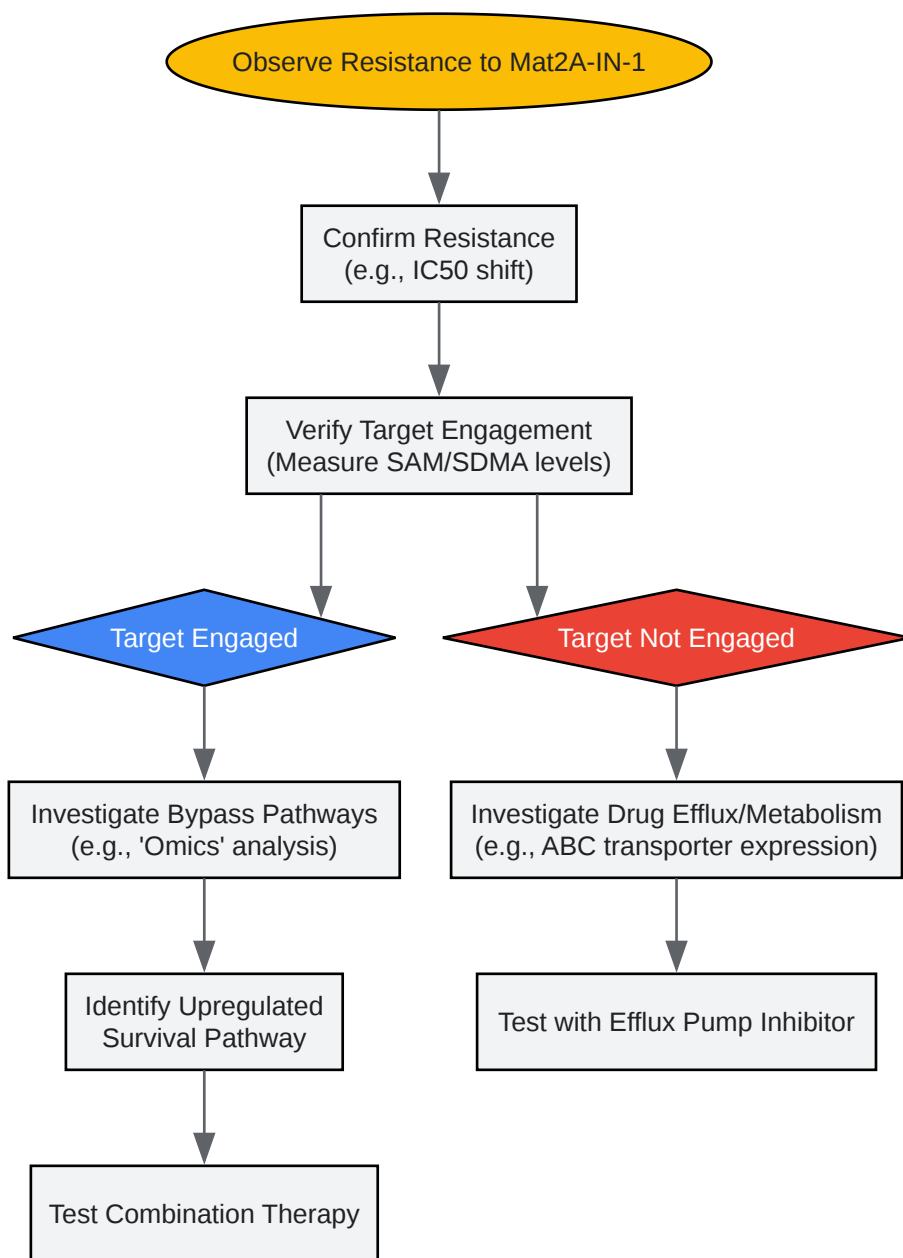 Observe Resistance to Mat2A-IN-1
Confirm Resistance
(e.g., IC50 shift)
Verify Target Engagement
(Measure SAM/SDMA levels)
Target Engaged
Target Not Engaged
Investigate Bypass Pathways
(e.g., 'Omics' analysis)
Investigate Drug Efflux/Metabolism
(e.g., ABC transporter expression)
Identify Upregulated
Survival Pathway
Test with Efflux Pump Inhibitor
Test Combination Therapy